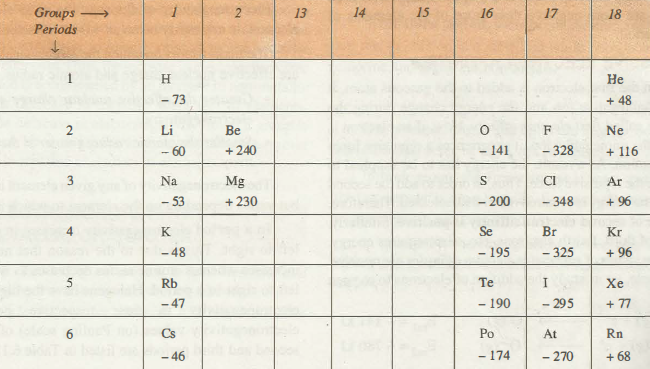 Groups → 1 2 13 14 15 16 17 18
Periods
↓
1 H He
− 73 + 48
2 Li Be O F Ne
− 60 + 240 − 141 − 328 + 116
3 Na Mg S Cl Ar
− 53 + 230 − 200 − 348 + 96
4 K Se Br Kr
− 48 − 195 − 325 + 96
5 Rb Te I Xe
− 47 − 190 − 295 + 77
6 Cs Po At Rn
− 46 − 174 − 270 + 68